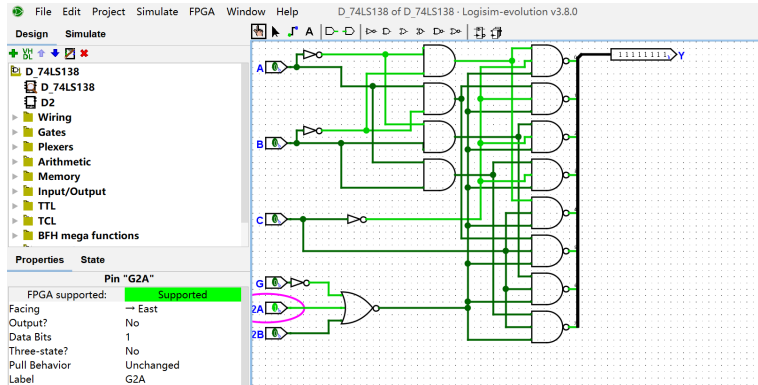 File Edit Project Simulate FPGA Window Help D_74LS138 of D_74LS138 · Logisim-evolution v3.8.0
Design Simulate
A
VH
DL
D_74LS138
D_74LS138
D2
Wiring
Gates
Plexers
Arithmetic
Memory
Input/Output
TTL
TCL
BFH mega functions
Properties State
Pin "G2A"
FPGA supported: Supported
Facing → East
Output? No
Data Bits 1
Three-state? No
Pull Behavior Unchanged
Label G2A
A
B
C
G
2A
2B
11111111
Y